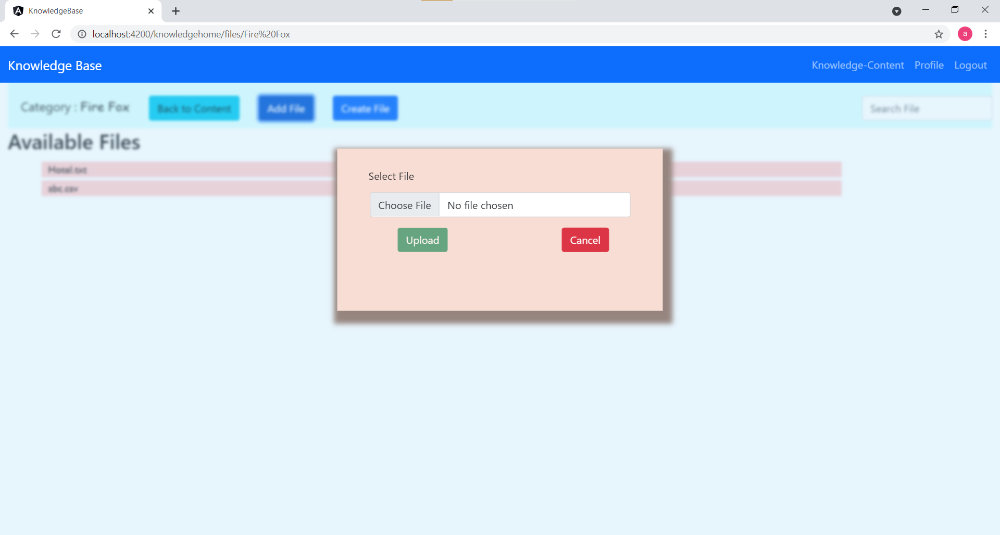 KnowledgeBase
localhost:4200/knowledgehome/files/Fire%20Fox
a
Knowledge Base
Knowledge-Content Profile Logout
Category : Fire Fox
Back to Content
Add File
Create File
Search File
Available Files
Hotel.txt
abc.csv
Select File
Choose File No file chosen
Upload
Cancel